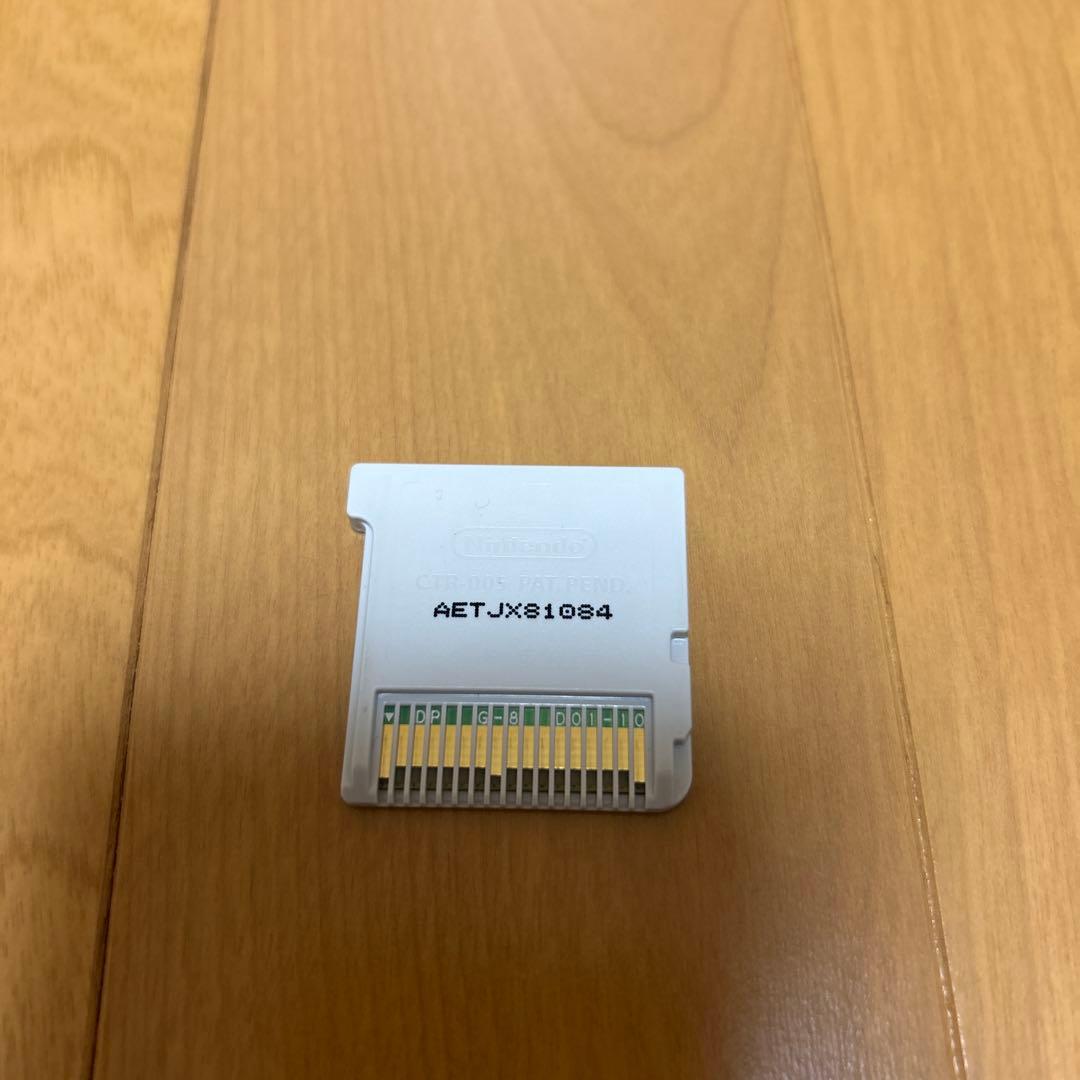 Nintendo
CTR-005 PAT. PEND.
AETJX81084
▼ DP G-8 D01-10